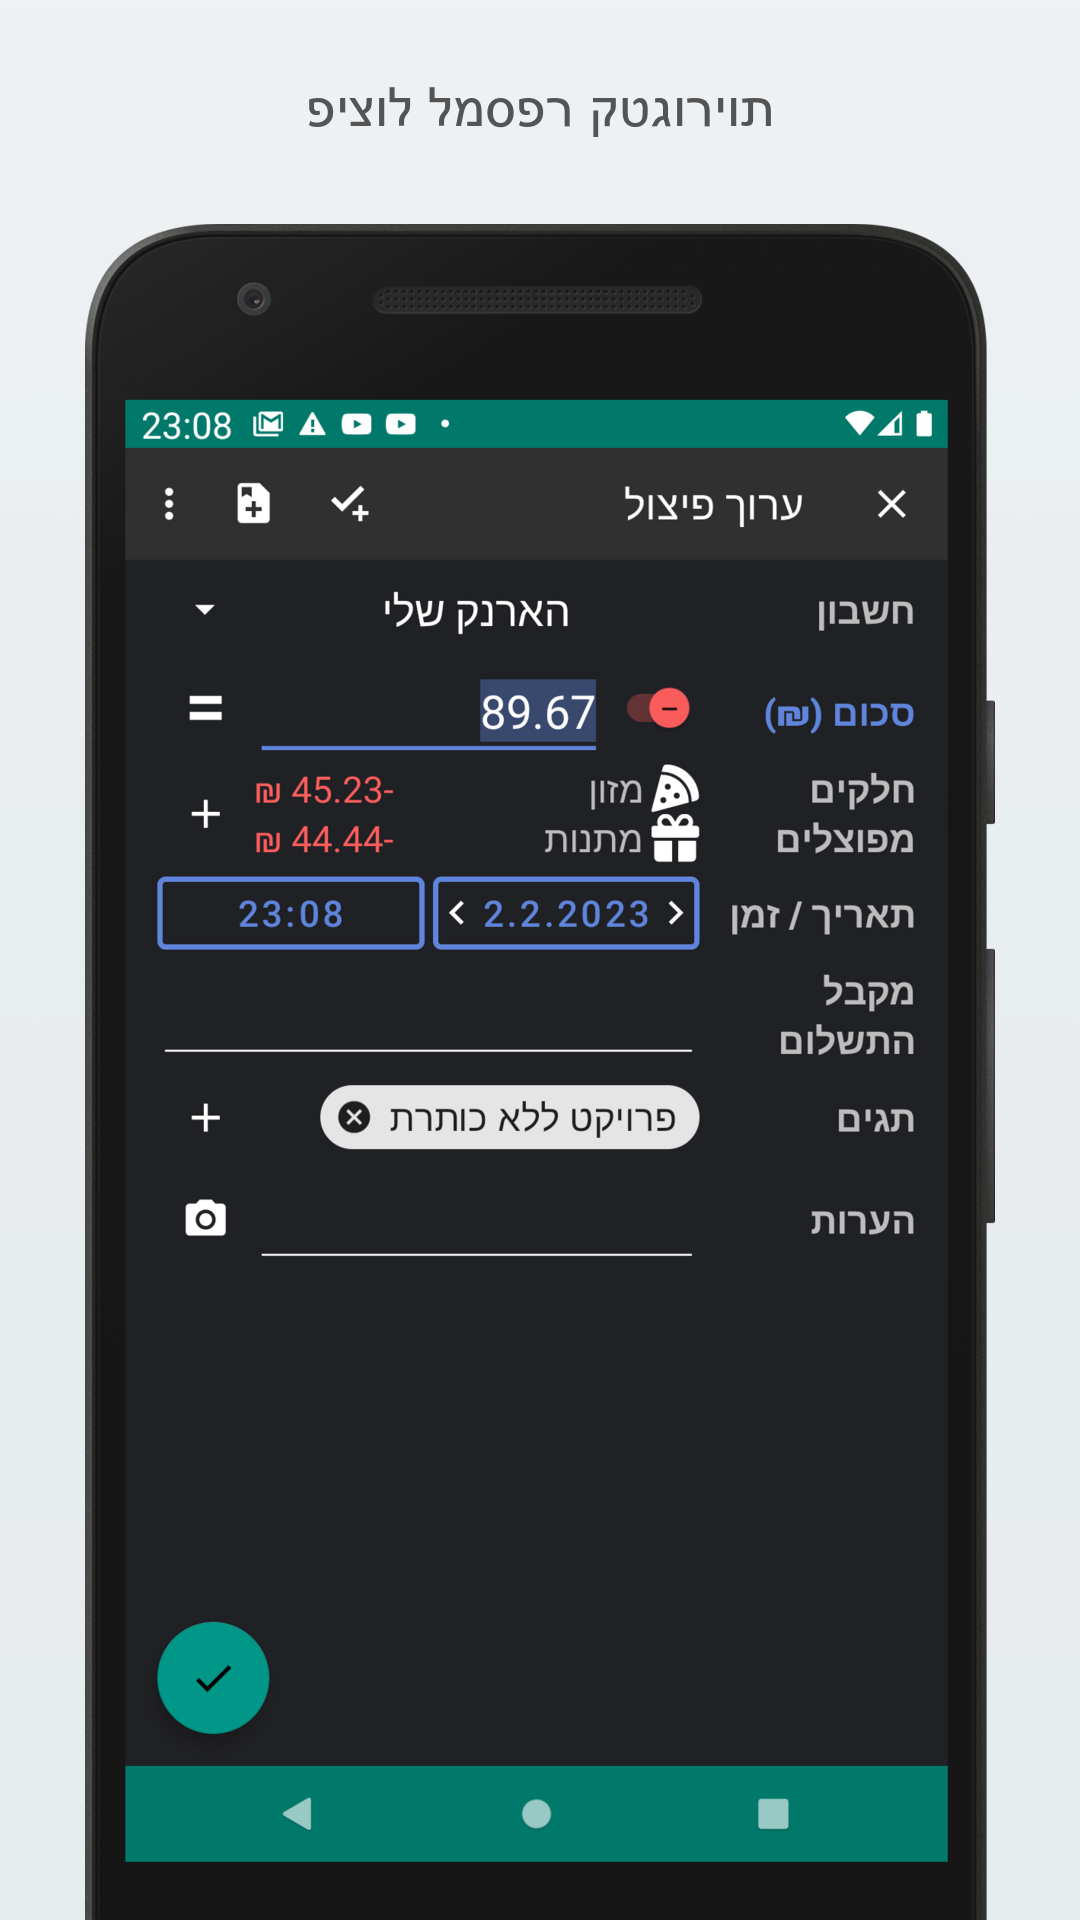 תוירוגטק רפסמל לוציפ
23:08
ערוך פיצול
חשבון הארנק שלי
סכום (₪) 89.67
חלקים מזון -45.23 ₪
מפוצלים מתנות -44.44 ₪
תאריך / זמן 2.2.2023 23:08
מקבל
התשלום
תגים פרויקט ללא כותרת
הערות